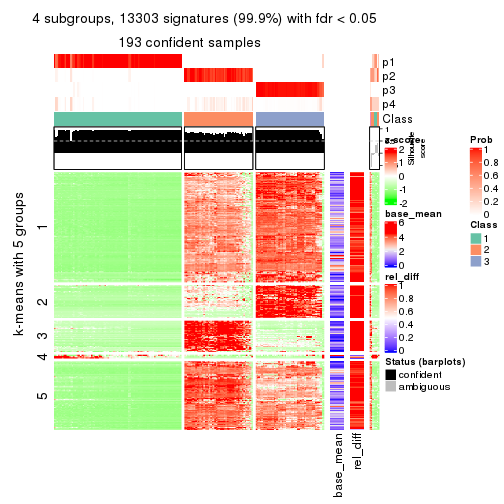 4 subgroups, 13303 signatures (99.9%) with fdr < 0.05
193 confident samples
p1
p2
p3
p4
Class
1
Silhouette
score
z-score
2
1
0
-1
-2
Prob
1
0.8
0.6
0.4
0.2
0
base_mean
6
4
2
0
Class
1
2
3
rel_diff
1
0.8
0.6
0.4
0.2
0
Status (barplots)
confident
ambiguous
k-means with 5 groups
1
2
3
4
5
base_mean
rel_diff